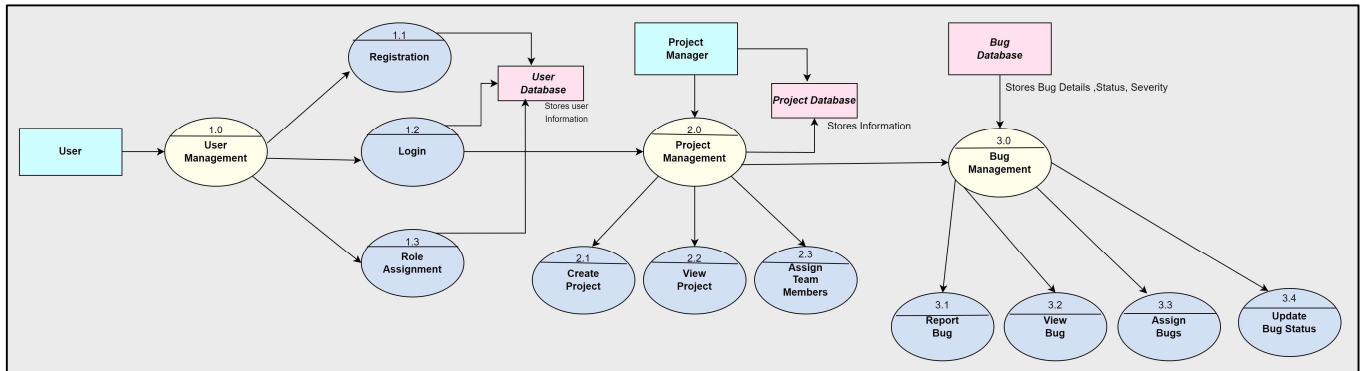 User
1.0
User
Management
1.1
Registration
1.2
Login
1.3
Role
Assignment
User
Database
Stores user
Information
Project
Manager
Project Database
Stores Information
2.0
Project
Management
2.1
Create
Project
2.2
View
Project
2.3
Assign
Team
Members
Bug
Database
Stores Bug Details ,Status, Severity
3.0
Bug
Management
3.1
Report
Bug
3.2
View
Bug
3.3
Assign
Bugs
3.4
Update
Bug Status